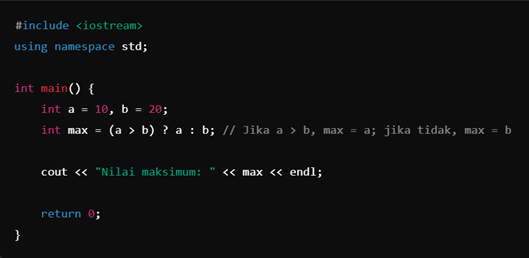 #include <iostream>
using namespace std;
int main() {
int a = 10, b = 20;
int max = (a > b) ? a : b; // Jika a > b, max = a; jika tidak, max = b
cout << "Nilai maksimum: " << max << endl;
return 0;
}